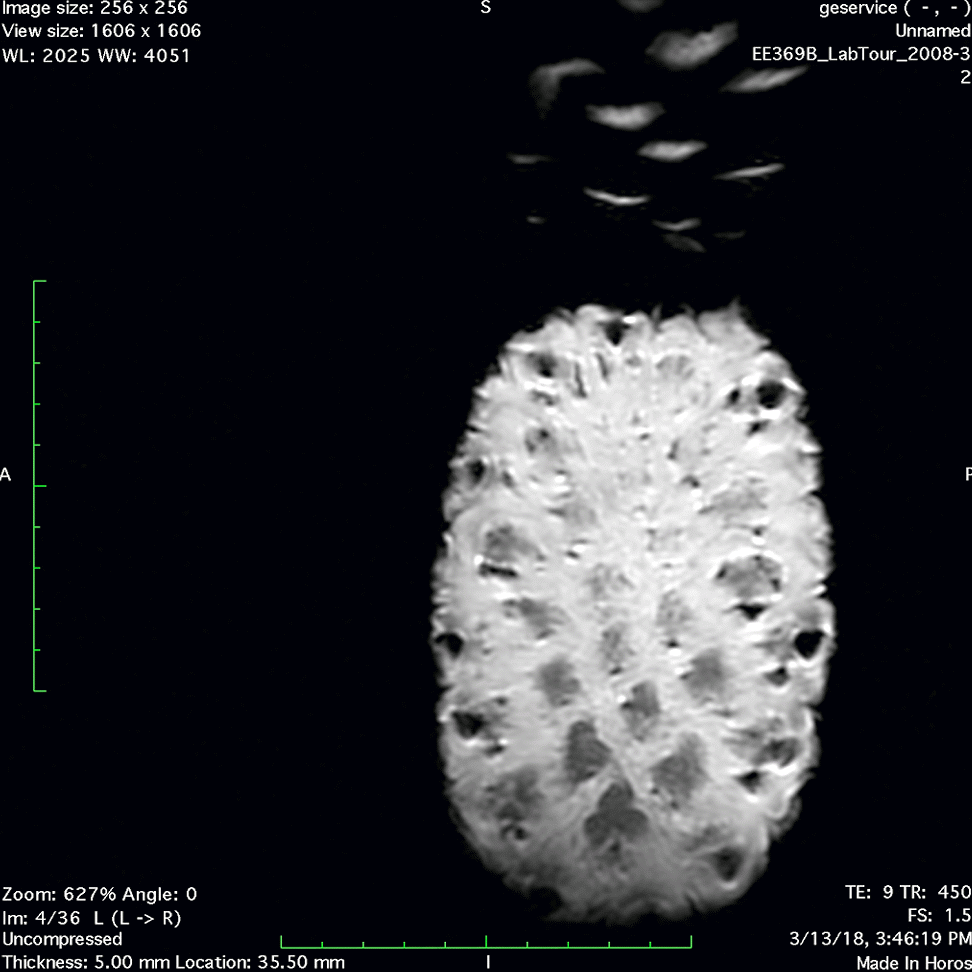 Image size: 256 x 256
View size: 1606 x 1606
WL: 2025 WW: 4051
S
geservice ( -, - )
Unnamed
EE369B_LabTour_2008-3
2
A
P
Zoom: 627% Angle: 0
Im: 4/36 L (L -> R)
Uncompressed
Thickness: 5.00 mm Location: 35.50 mm
I
TE: 9 TR: 450
FS: 1.5
3/13/18, 3:46:19 PM
Made In Horos